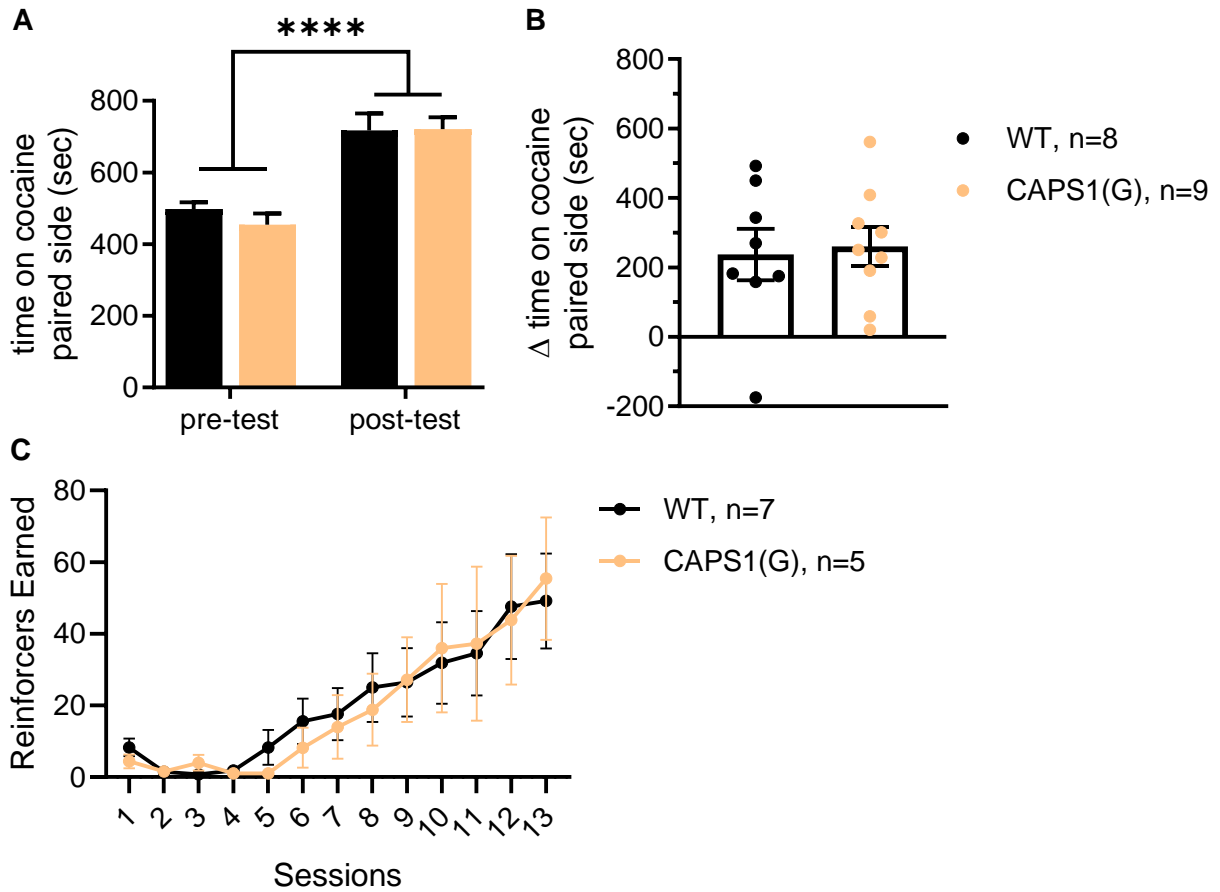 A
****
time on cocaine
paired side (sec)
800
600
400
200
0
pre-test
post-test
B
Δ time on cocaine
paired side (sec)
800
600
400
200
0
-200
WT, n=8
CAPS1(G), n=9
C
Reinforcers Earned
80
60
40
20
0
1
2
3
4
5
6
7
8
9
10
11
12
13
Sessions
WT, n=7
CAPS1(G), n=5